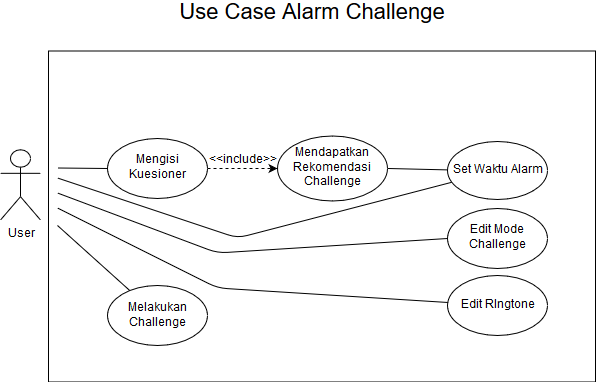 Use Case Alarm Challenge
Mengisi
Kuesioner
<<include>>
Mendapatkan
Rekomendasi
Challenge
Set Waktu Alarm
User
Edit Mode
Challenge
Melakukan
Challenge
Edit RIngtone